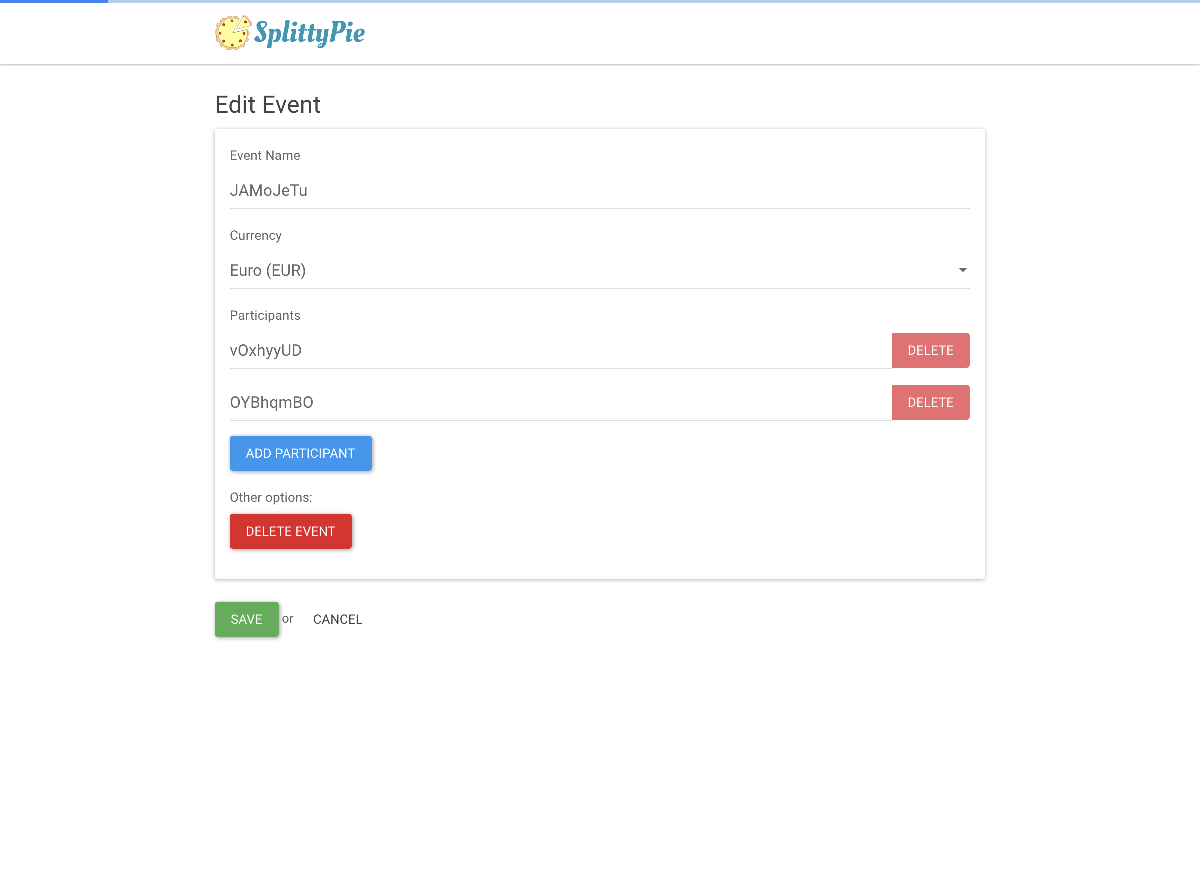 SplittyPie
Edit Event
Event Name
JAMoJeTu
Currency
Euro (EUR)
Participants
vOxhyyUD
DELETE
OYBhqmBO
DELETE
ADD PARTICIPANT
Other options:
DELETE EVENT
SAVE or CANCEL